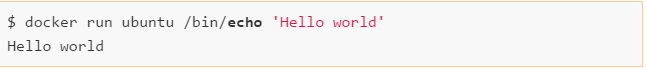 $ docker run ubuntu /bin/echo 'Hello world'
Hello world